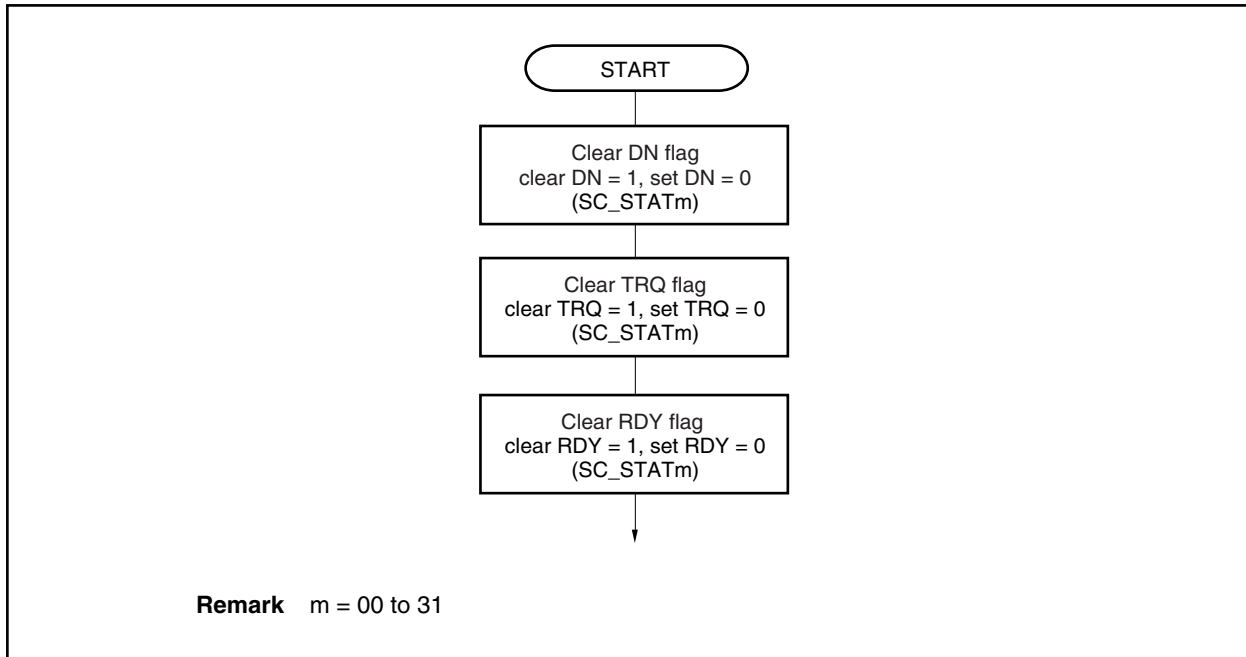 START
Clear DN flag
clear DN = 1, set DN = 0
(SC_STATm)
Clear TRQ flag
clear TRQ = 1, set TRQ = 0
(SC_STATm)
Clear RDY flag
clear RDY = 1, set RDY = 0
(SC_STATm)
Remark m = 00 to 31